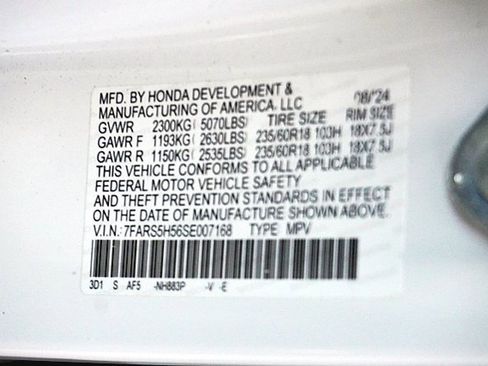 MFD. BY HONDA DEVELOPMENT & 08/24
MANUFACTURING OF AMERICA, LLC
GVWR 2300KG( 5070LBS) TIRE SIZE RIM SIZE
GAWR F 1193KG( 2630LBS) 235/60R18 103H 18X7.5J
GAWR R 1150KG( 2535LBS) 235/60R18 103H 18X7.5J
THIS VEHICLE CONFORMS TO ALL APPLICABLE
FEDERAL MOTOR VEHICLE SAFETY
AND THEFT PREVENTION STANDARDS IN EFFECT
ON THE DATE OF MANUFACTURE SHOWN ABOVE.
V.I.N:7FARS5H56SE007168 TYPE MPV
3D1 S AF5 -NH883P -V -E